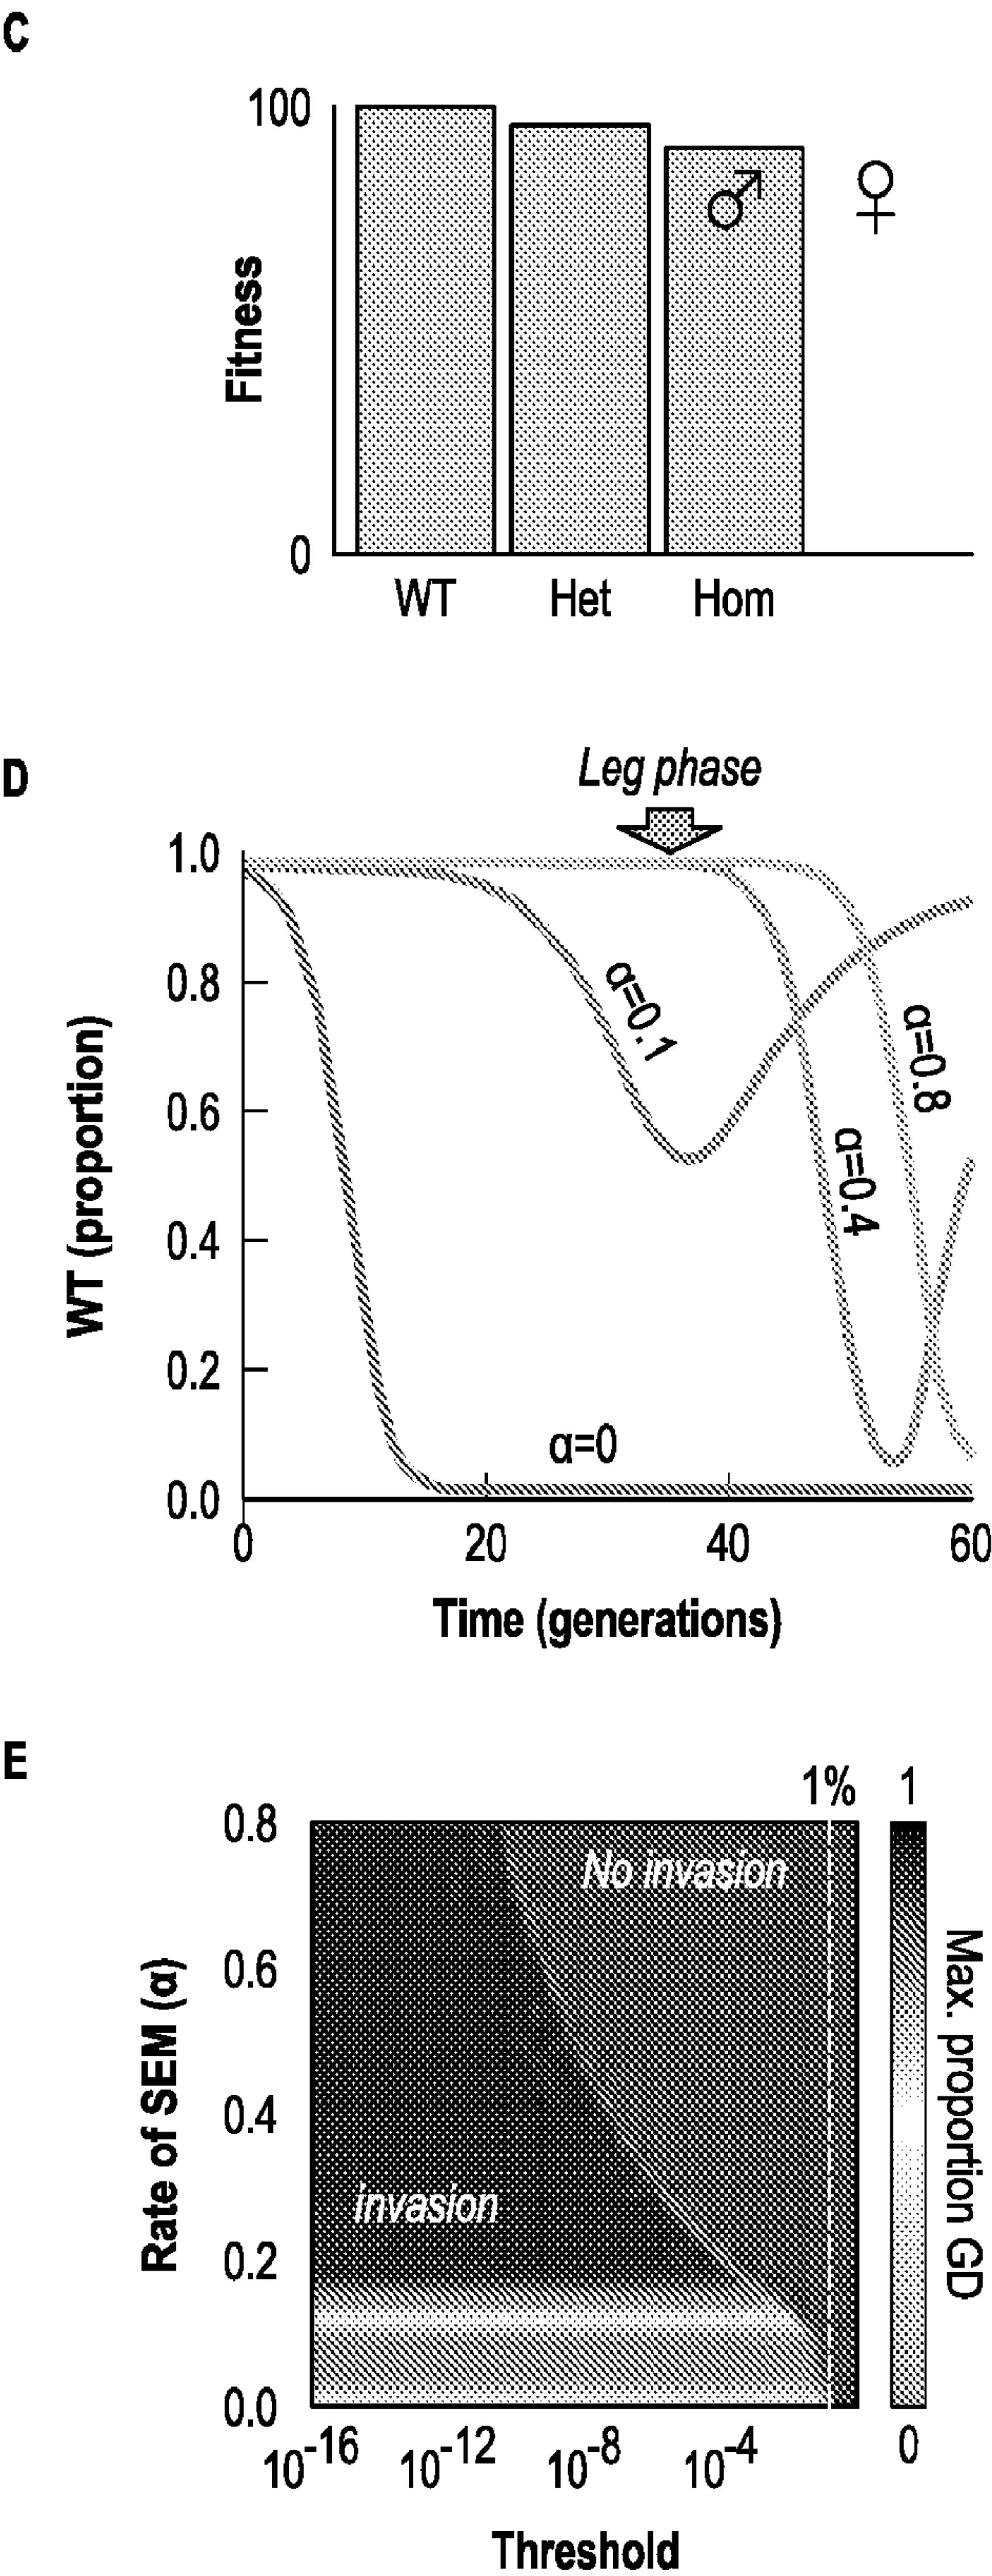 C
100
Fitness
0
♂
♀
WT
Het
Hom
D
Leg phase
1.0
0.8
0.6
0.4
0.2
0.0
WT (proportion)
α=0.1
α=0.8
α=0.4
α=0
0
20
40
60
Time (generations)
E
1%
1
0.8
0.6
0.4
0.2
0.0
Rate of SEM (α)
No invasion
invasion
Max. proportion GD
0
10⁻¹⁶
10⁻¹²
10⁻⁸
10⁻⁴
Threshold